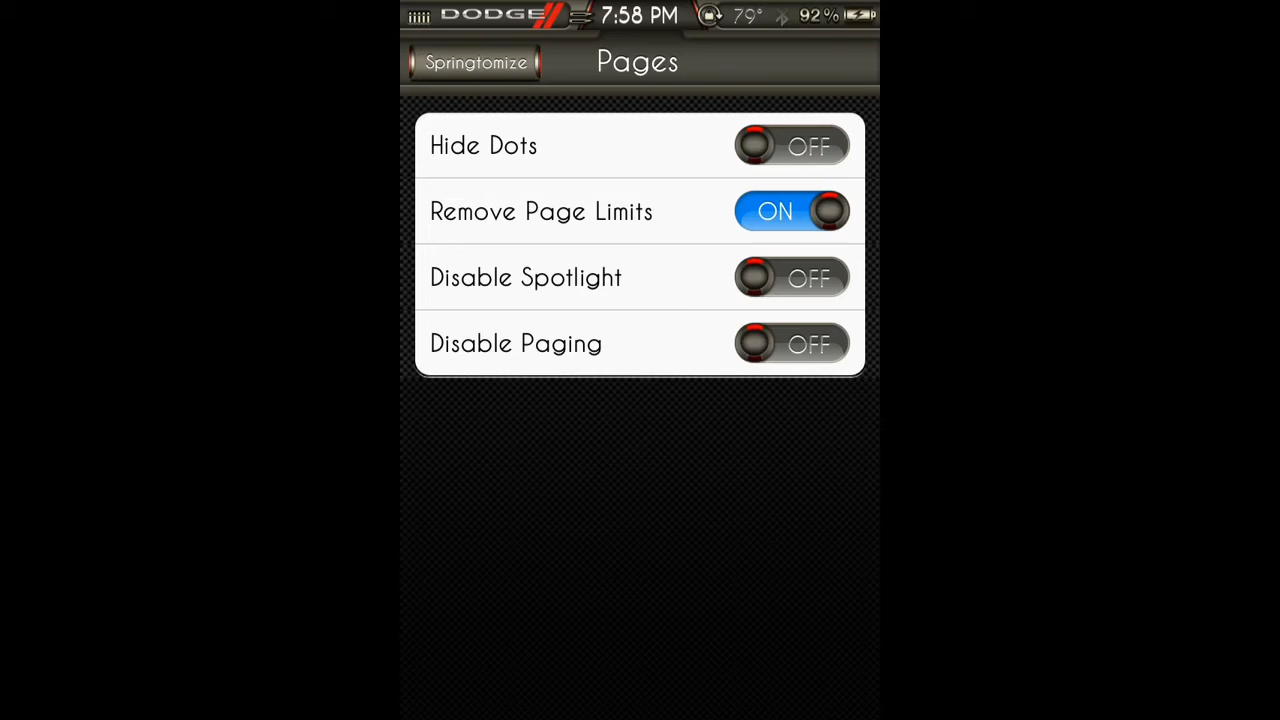 DODGE 7:58 PM 79° 92%
Springtomize Pages
Hide Dots OFF
Remove Page Limits ON
Disable Spotlight OFF
Disable Paging OFF